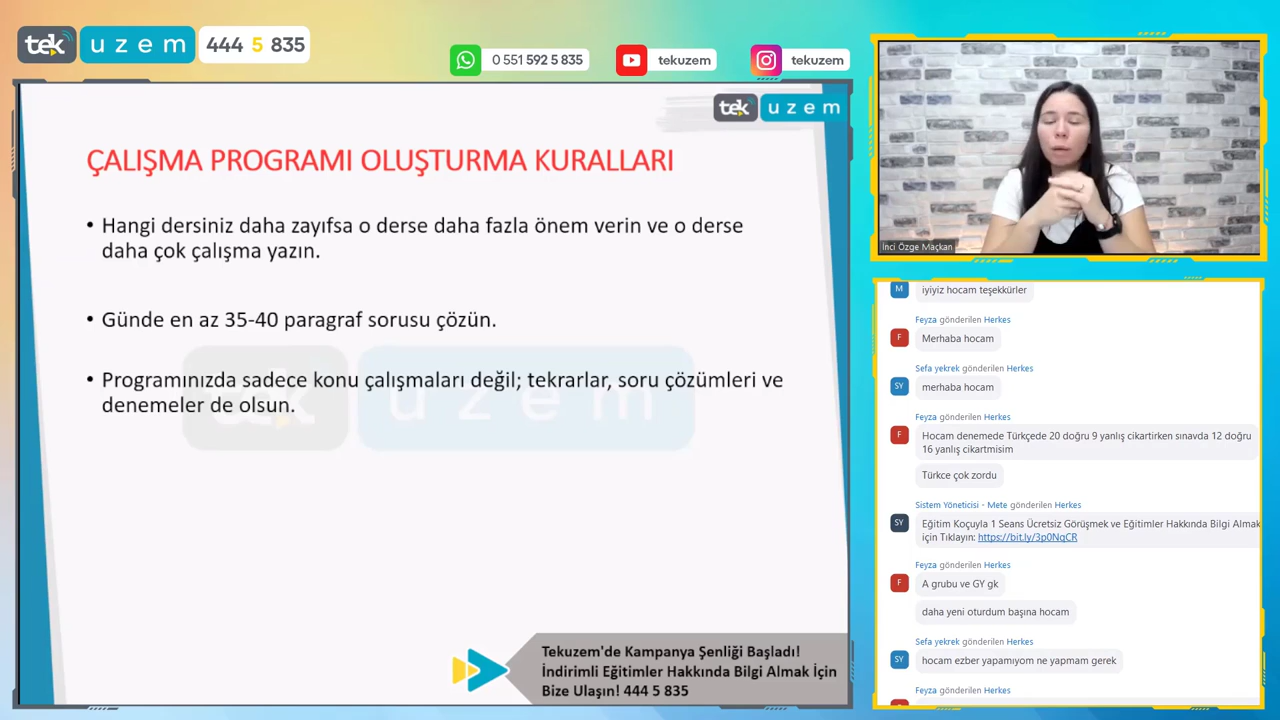 tek uzem 444 5 835
0 551 592 5 835
tekuzem
tekuzem
tek uzem
ÇALIŞMA PROGRAMI OLUŞTURMA KURALLARI
• Hangi dersiniz daha zayıfsa o derse daha fazla önem verin ve o derse
daha çok çalışma yazın.
• Günde en az 35-40 paragraf sorusu çözün.
• Programınızda sadece konu çalışmaları değil; tekrarlar, soru çözümleri ve
denemeler de olsun.
tek uzem
Tekuzem'de Kampanya Şenliği Başladı!
İndirimli Eğitimler Hakkında Bilgi Almak İçin
Bize Ulaşın! 444 5 835
İnci Özge Maçkan
M
iyiyiz hocam teşekkürler
Feyza gönderilen Herkes
F
Merhaba hocam
Sefa yekrek gönderilen Herkes
SY
merhaba hocam
Feyza gönderilen Herkes
F
Hocam denemede Türkçede 20 doğru 9 yanlış cikartirken sınavda 12 doğru
16 yanlış cikartmisim
Türkce çok zordu
Sistem Yöneticisi - Mete gönderilen Herkes
SY
Eğitim Koçuyla 1 Seans Ücretsiz Görüşmek ve Eğitimler Hakkında Bilgi Almak
için Tıklayın: https://bit.ly/3p0NqCR
Feyza gönderilen Herkes
F
A grubu ve GY gk
daha yeni oturdum başına hocam
Sefa yekrek gönderilen Herkes
SY
hocam ezber yapamıyom ne yapmam gerek
Feyza gönderilen Herkes